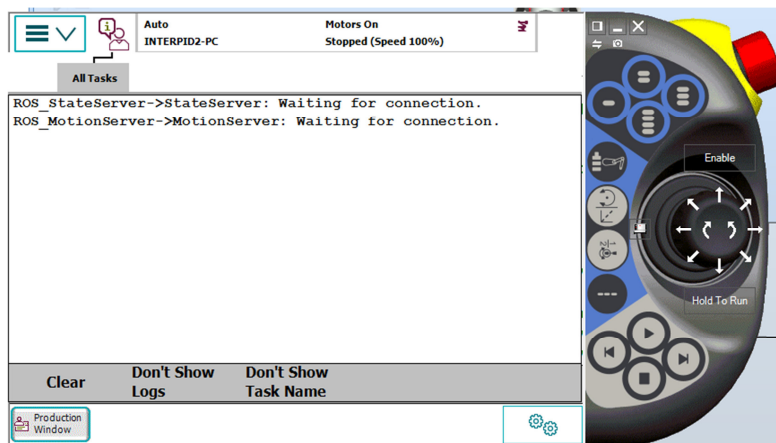 Auto
INTERPID2-PC
Motors On
Stopped (Speed 100%)
All Tasks
ROS_StateServer->StateServer: Waiting for connection.
ROS_MotionServer->MotionServer: Waiting for connection.
Clear
Don't Show
Logs
Don't Show
Task Name
Production
Window
Enable
Hold To Run